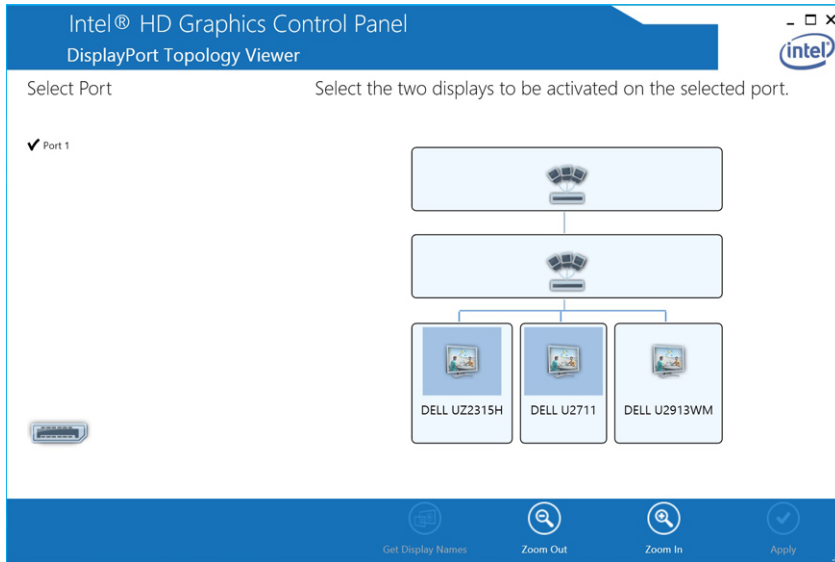 Intel® HD Graphics Control Panel
DisplayPort Topology Viewer
intel
Select Port
Select the two displays to be activated on the selected port.
Port 1
DELL UZ2315H
DELL U2711
DELL U2913WM
Get Display Names
Zoom Out
Zoom In
Apply